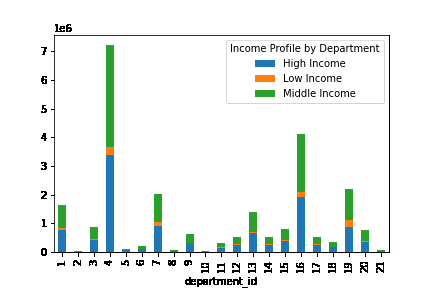 1e6
Income Profile by Department
High Income
Low Income
Middle Income
7
6
5
4
3
2
1
0
1 2 3 4 5 6 7 8 9 10 11 12 13 14 15 16 17 18 19 20 21
department_id